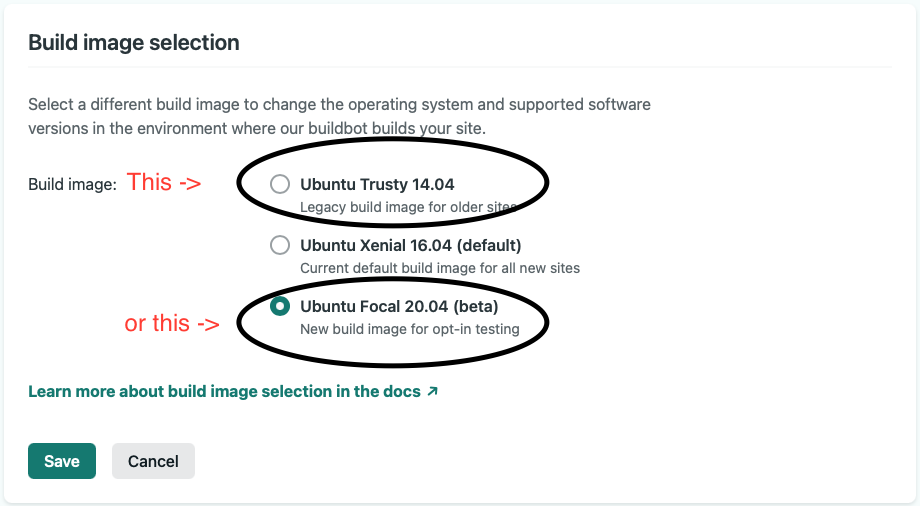 Build image selection
Select a different build image to change the operating system and supported software
versions in the environment where our buildbot builds your site.
Build image: This -> Ubuntu Trusty 14.04
Legacy build image for older sites
Ubuntu Xenial 16.04 (default)
Current default build image for all new sites
or this -> Ubuntu Focal 20.04 (beta)
New build image for opt-in testing
Learn more about build image selection in the docs ↗
Save Cancel